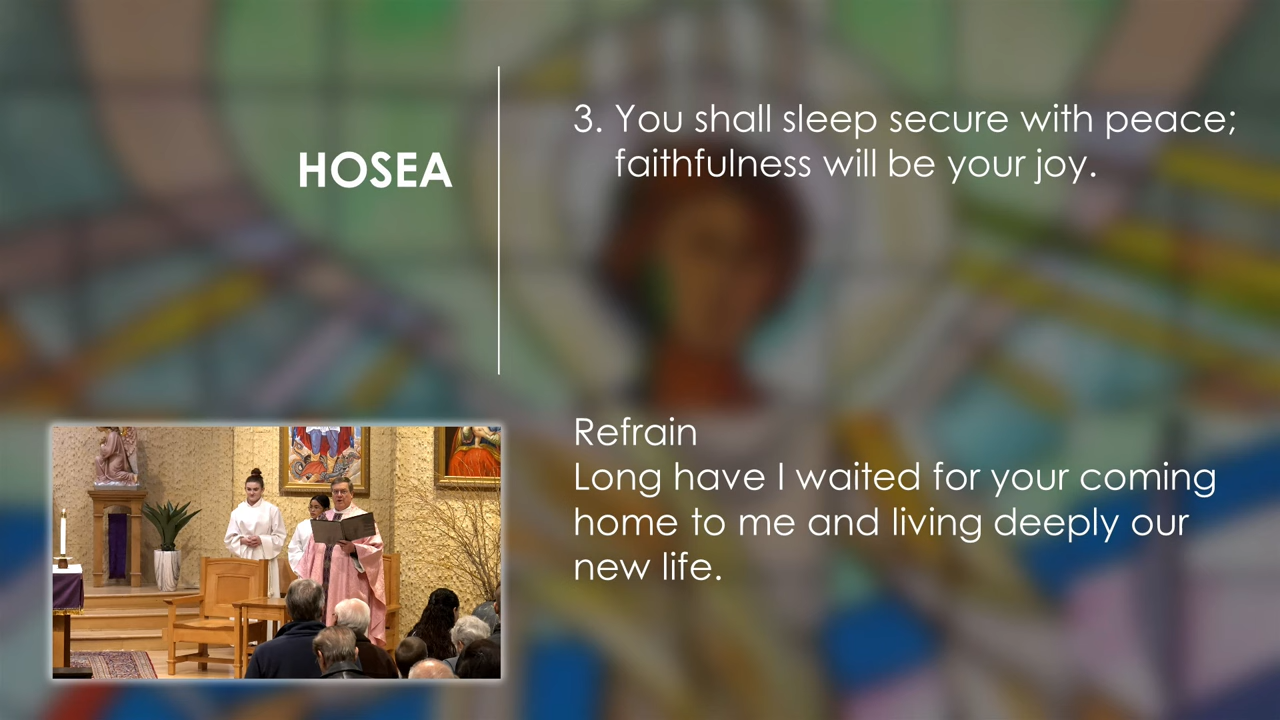 HOSEA
3. You shall sleep secure with peace;
faithfulness will be your joy.
Refrain
Long have I waited for your coming
home to me and living deeply our
new life.